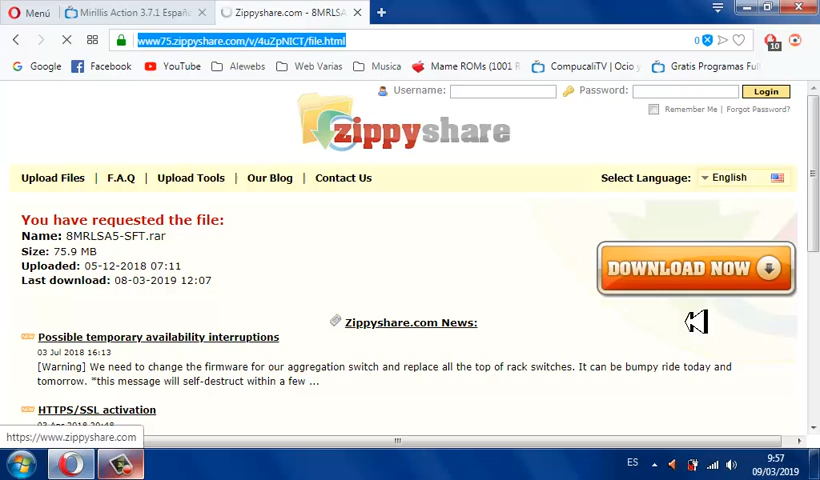 Menú
Mirillis Action 3.7.1 Españo
Zippyshare.com - 8MRLSA
www75.zippyshare.com/v/4uZpNICT/file.html
0
10
Google
Facebook
YouTube
Alewebs
Web Varias
Musica
Mame ROMs (1001 R
CompucaliTV | Ocio y
Gratis Programas Ful
Username:
Password:
Login
Remember Me | Forgot Password?
zippyshare
Upload Files | F.A.Q | Upload Tools | Our Blog | Contact Us
Select Language: English
You have requested the file:
Name: 8MRLSA5-SFT.rar
Size: 75.9 MB
Uploaded: 05-12-2018 07:11
Last download: 08-03-2019 12:07
DOWNLOAD NOW
Zippyshare.com News:
NEW Possible temporary availability interruptions
03 Jul 2018 16:13
[Warning] We need to change the firmware for our aggregation switch and replace all the top of rack switches. It can be bumpy ride today and
tomorrow. *this message will self-destruct within a few ...
NEW HTTPS/SSL activation
https://www.zippyshare.com
ES
9:57
09/03/2019